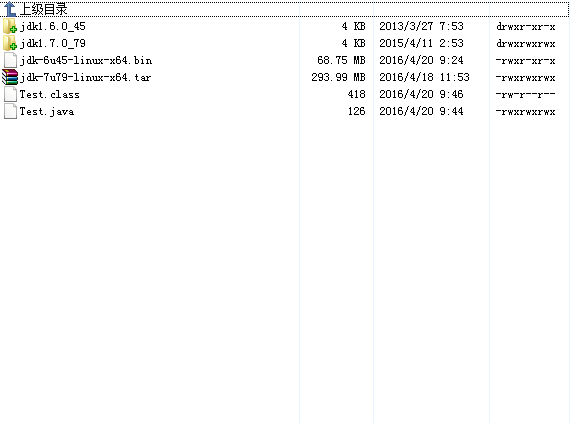 上级目录
jdk1.6.0_45 4 KB 2013/3/27 7:53 drwxr-xr-x
jdk1.7.0_79 4 KB 2015/4/11 2:53 drwxrwxrwx
jdk-6u45-linux-x64.bin 68.75 MB 2016/4/20 9:24 -rwxr-xr-x
jdk-7u79-linux-x64.tar 293.99 MB 2016/4/18 11:53 -rwxrwxrwx
Test.class 418 2016/4/20 9:46 -rw-r--r--
Test.java 126 2016/4/20 9:44 -rwxrwxrwx